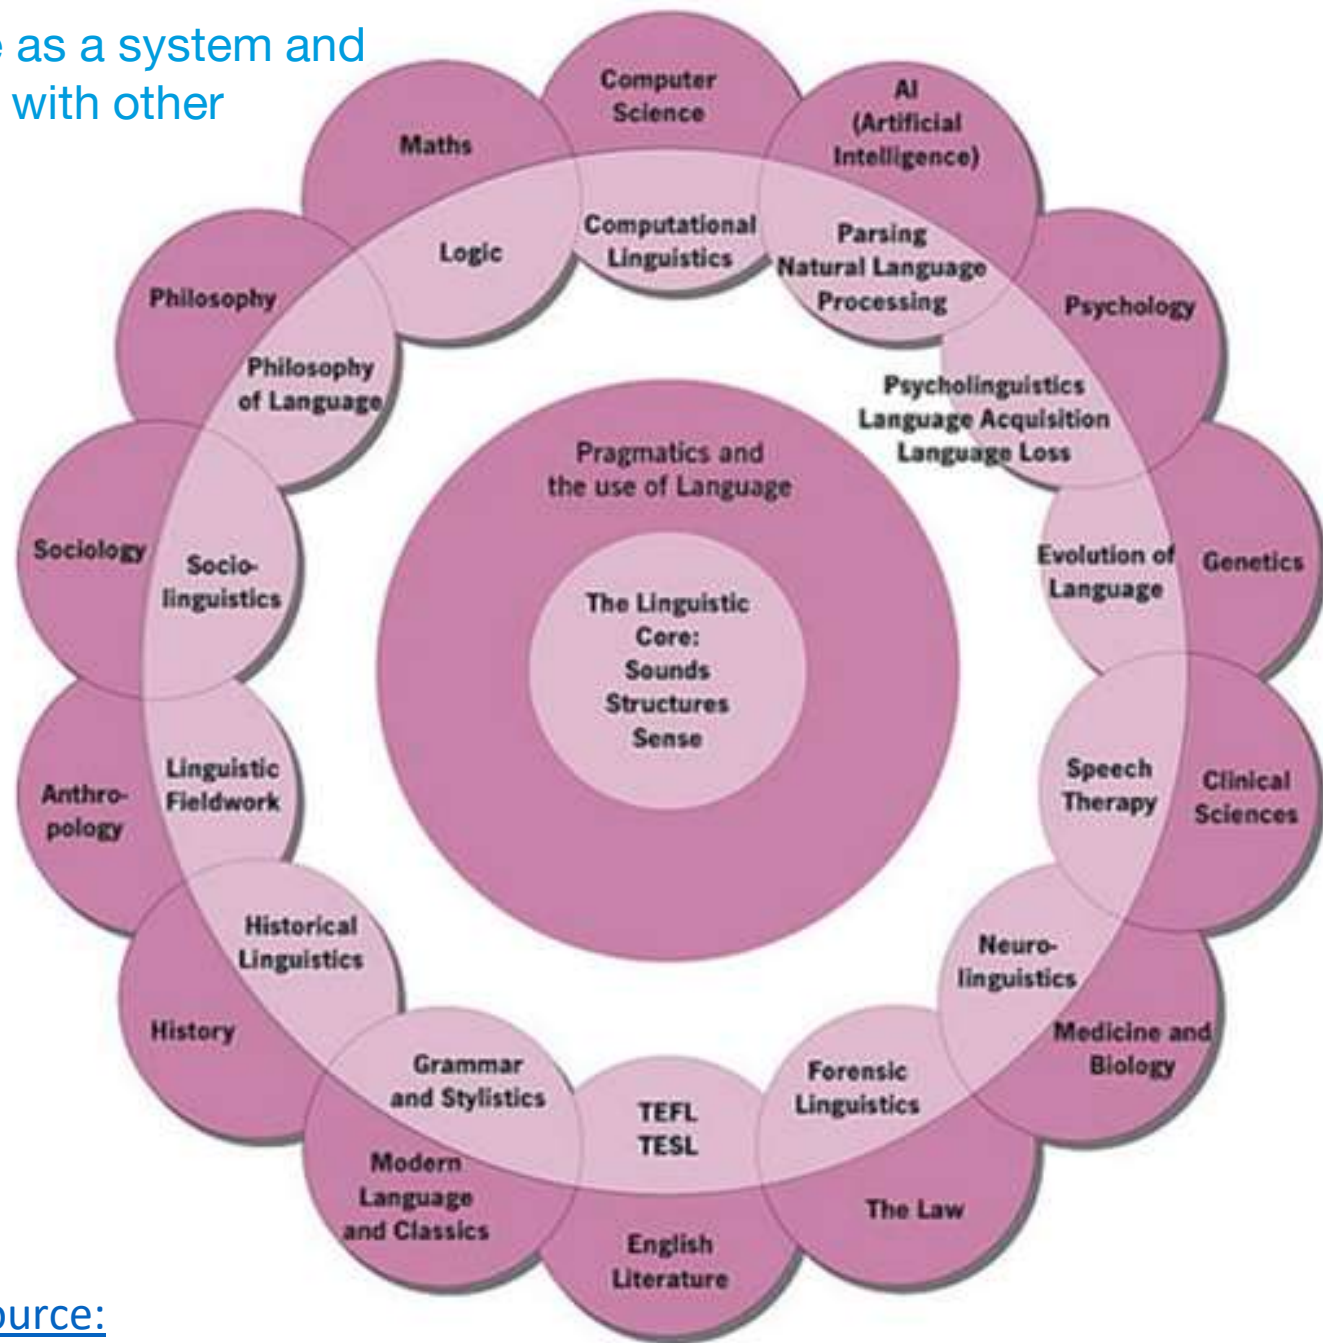 e as a system and
with other
Computer
Science
AI
(Artificial
Intelligence)
Maths
Computational
Linguistics
Parsing
Natural Language
Processing
Logic
Philosophy
Psychology
Philosophy
of Language
Psycholinguistics
Language Acquisition
Language Loss
Pragmatics and
the use of Language
Sociology
Socio-
linguistics
Evolution of
Language
Genetics
The Linguistic
Core:
Sounds
Structures
Sense
Anthro-
pology
Linguistic
Fieldwork
Speech
Therapy
Clinical
Sciences
Historical
Linguistics
Neuro-
linguistics
History
Medicine and
Biology
Grammar
and Stylistics
TEFL
TESL
Forensic
Linguistics
Modern
Language
and Classics
English
Literature
The Law
ource: